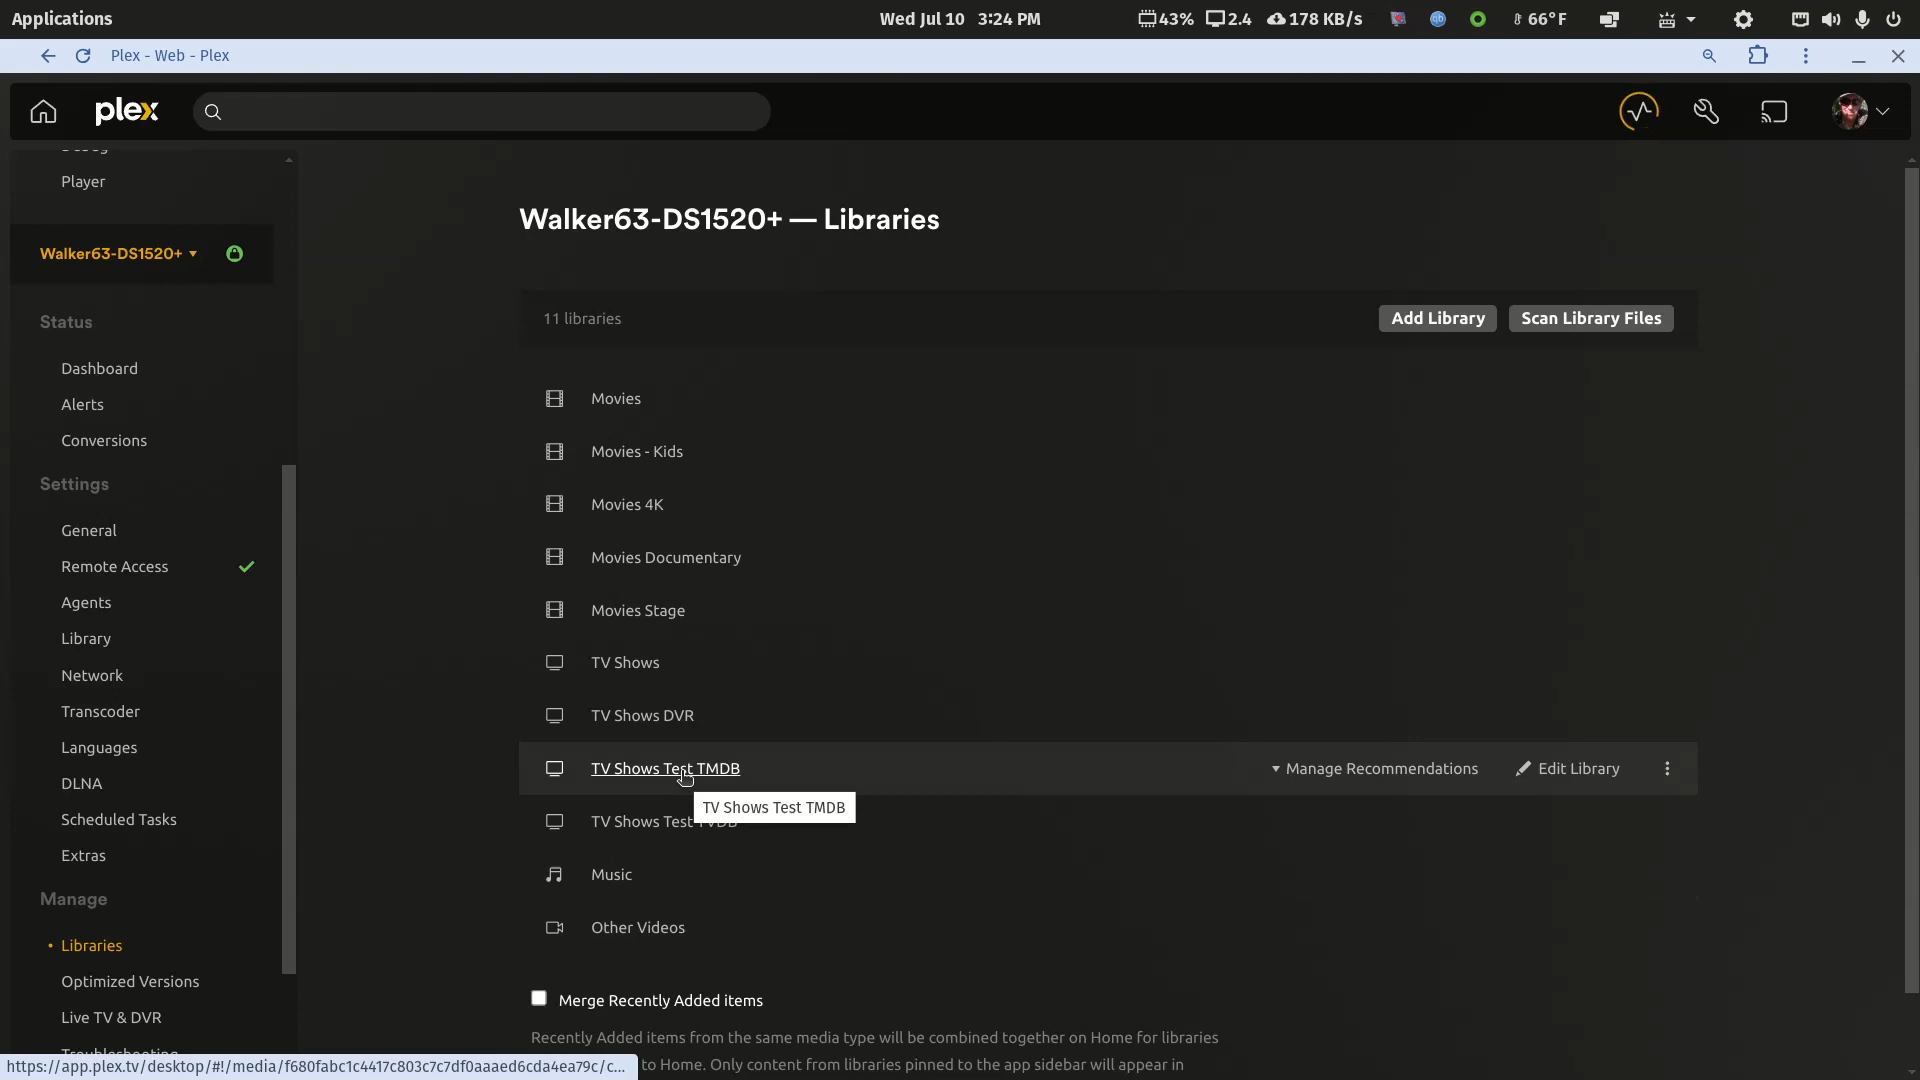 Applications
Wed Jul 10 3:24 PM
43% 2.4 178 KB/s 66°F
Plex - Web - Plex
plex
Player
Walker63-DS1520+
Status
Dashboard
Alerts
Conversions
Settings
General
Remote Access
Agents
Library
Network
Transcoder
Languages
DLNA
Scheduled Tasks
Extras
Manage
Libraries
Optimized Versions
Live TV & DVR
Troubleshooting
Walker63-DS1520+ — Libraries
11 libraries
Add Library
Scan Library Files
Movies
Movies - Kids
Movies 4K
Movies Documentary
Movies Stage
TV Shows
TV Shows DVR
TV Shows Test TMDB
Manage Recommendations
Edit Library
TV Shows Test TMDB
TV Shows Test TVDB
Music
Other Videos
Merge Recently Added items
Recently Added items from the same media type will be combined together on Home for libraries
to Home. Only content from libraries pinned to the app sidebar will appear in
https://app.plex.tv/desktop/#!/media/f680fabc1c4417c803c7c7df0aaaed6cda4ea79c/c...